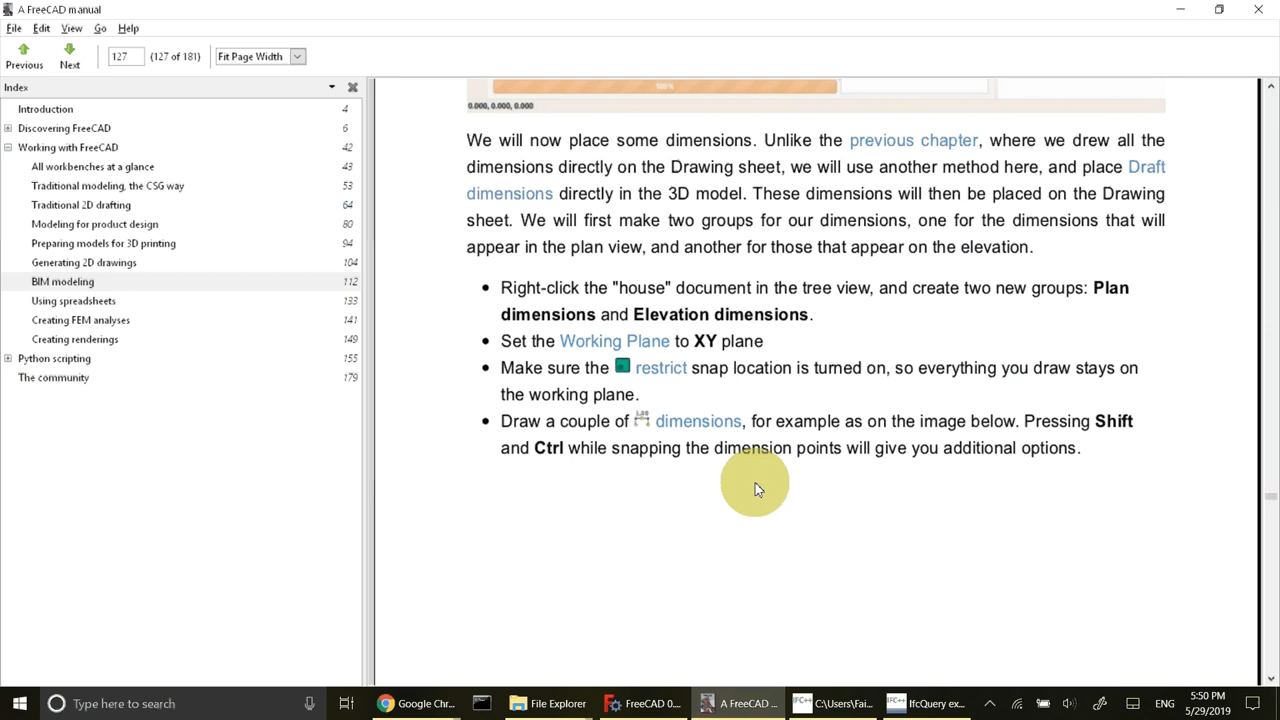 A FreeCAD manual
File Edit View Go Help
Previous Next 127 (127 of 181) Fit Page Width
Index
Introduction 4
Discovering FreeCAD 6
Working with FreeCAD 42
All workbenches at a glance 43
Traditional modeling, the CSG way 53
Traditional 2D drafting 64
Modeling for product design 80
Preparing models for 3D printing 94
Generating 2D drawings 104
BIM modeling 112
Using spreadsheets 133
Creating FEM analyses 141
Creating renderings 149
Python scripting 155
The community 179
100%
0.000, 0.000, 0.000
We will now place some dimensions. Unlike the previous chapter, where we drew all the
dimensions directly on the Drawing sheet, we will use another method here, and place Draft
dimensions directly in the 3D model. These dimensions will then be placed on the Drawing
sheet. We will first make two groups for our dimensions, one for the dimensions that will
appear in the plan view, and another for those that appear on the elevation.
• Right-click the "house" document in the tree view, and create two new groups: Plan
dimensions and Elevation dimensions.
• Set the Working Plane to XY plane
• Make sure the restrict snap location is turned on, so everything you draw stays on
the working plane.
• Draw a couple of dimensions, for example as on the image below. Pressing Shift
and Ctrl while snapping the dimension points will give you additional options.
Type here to search
Google Chr...
File Explorer
FreeCAD 0....
A FreeCAD ...
C:\Users\Fai...
IfcQuery ex...
ENG
5:50 PM
5/29/2019